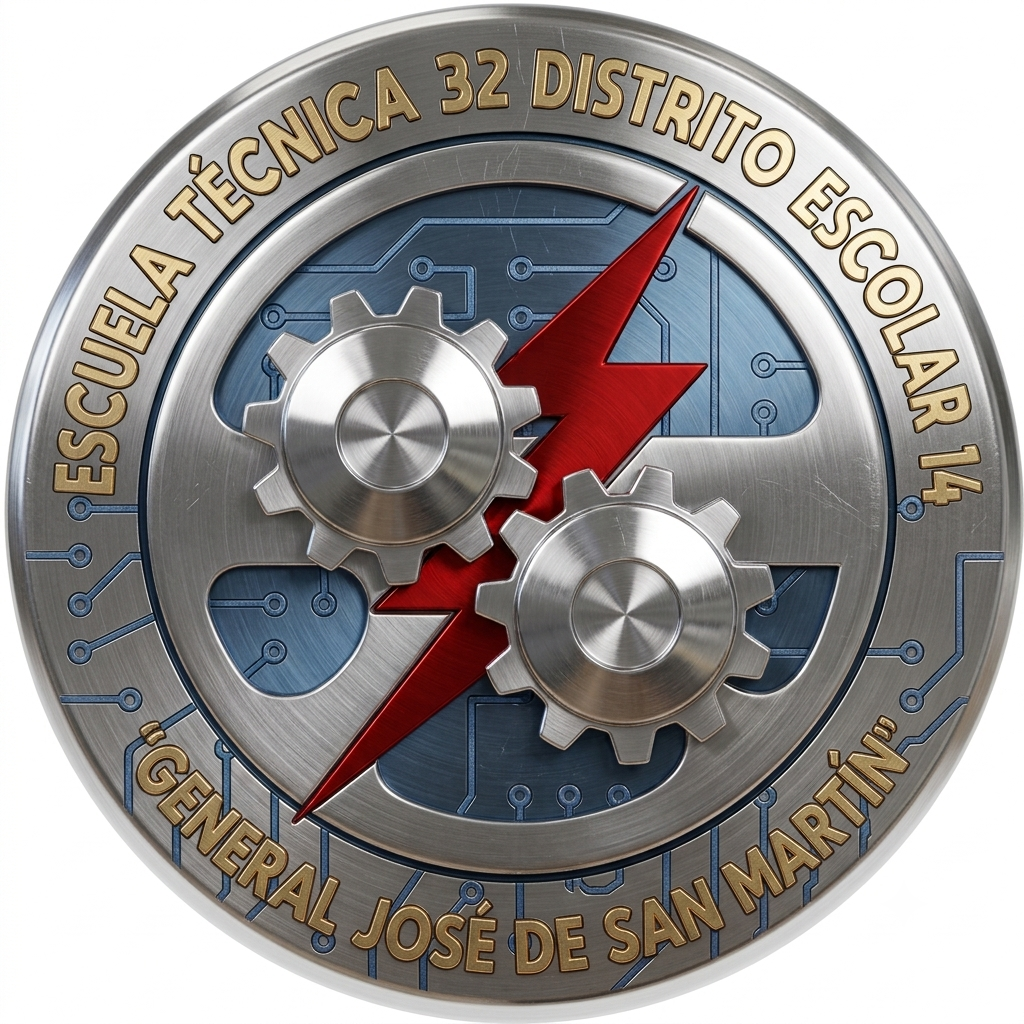 ESCUELA TÉCNICA 32 DISTRITO ESCOLAR 14
"GENERAL JOSÉ DE SAN MARTÍN"